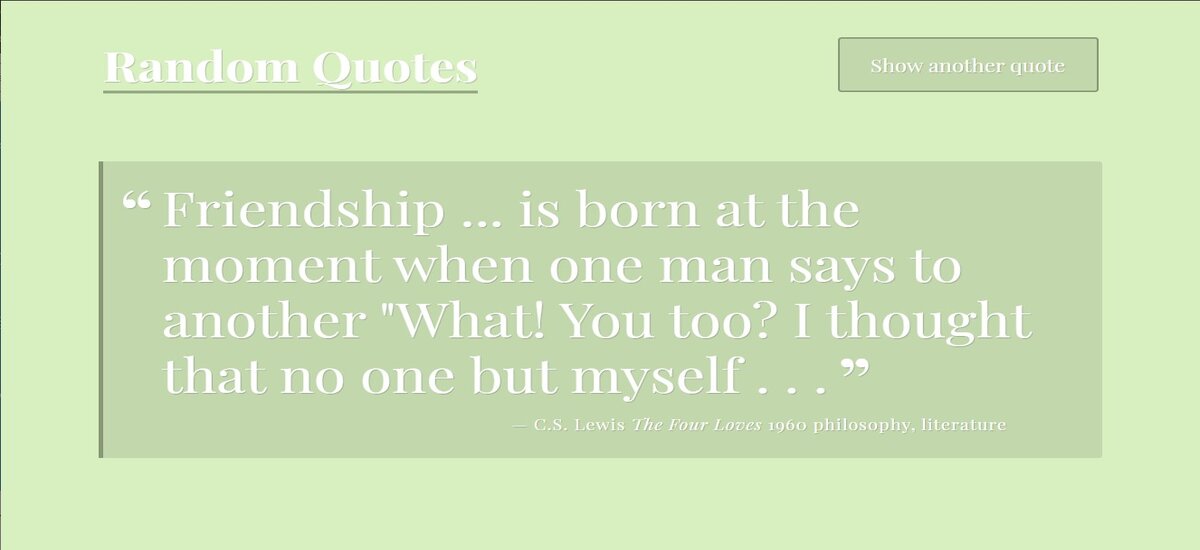 Random Quotes
Show another quote
“ Friendship ... is born at the
moment when one man says to
another "What! You too? I thought
that no one but myself . . . ”
— C.S. Lewis The Four Loves 1960 philosophy, literature